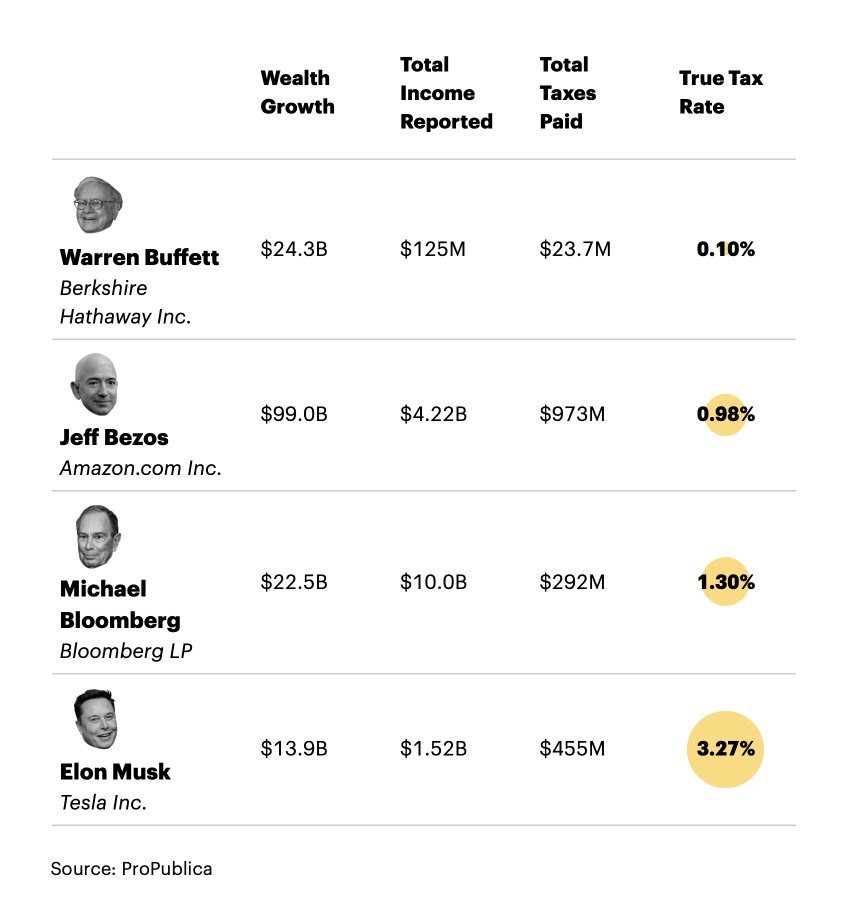 Wealth
Growth
Total
Income
Reported
Total
Taxes
Paid
True Tax
Rate
Warren Buffett
Berkshire
Hathaway Inc.
$24.3B
$125M
$23.7M
0.10%
Jeff Bezos
Amazon.com Inc.
$99.0B
$4.22B
$973M
0.98%
Michael
Bloomberg
Bloomberg LP
$22.5B
$10.0B
$292M
1.30%
Elon Musk
Tesla Inc.
$13.9B
$1.52B
$455M
3.27%
Source: ProPublica